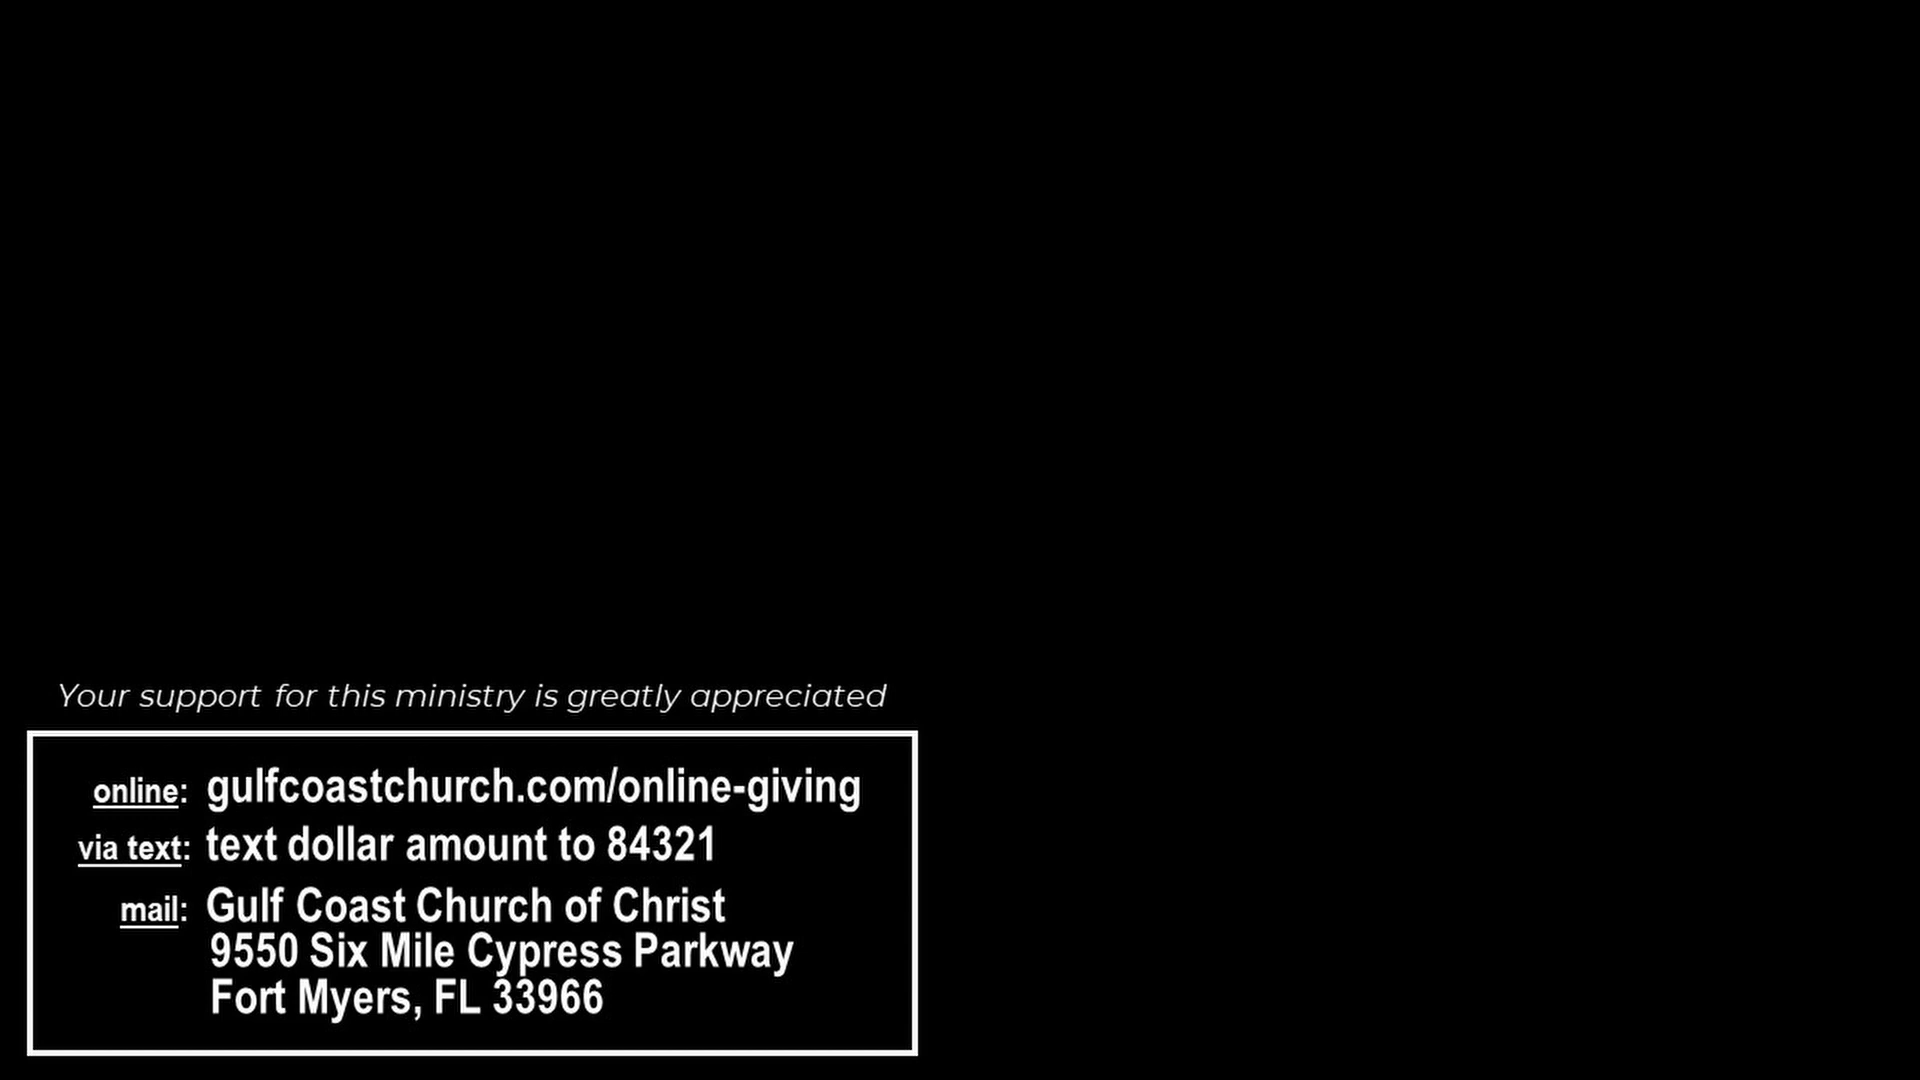 Your support for this ministry is greatly appreciated
online: gulfcoastchurch.com/online-giving
via text: text dollar amount to 84321
mail: Gulf Coast Church of Christ
9550 Six Mile Cypress Parkway
Fort Myers, FL 33966